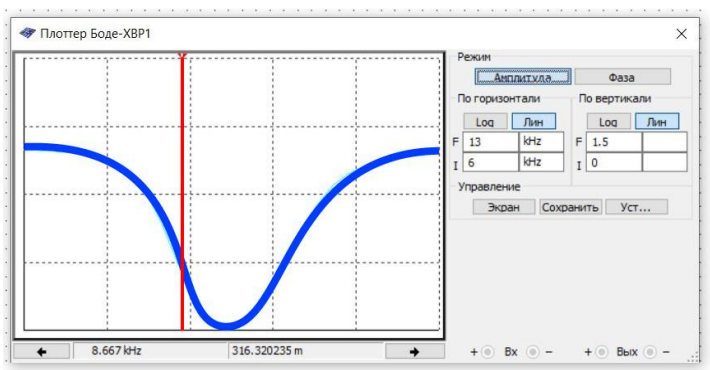 Плоттер Боде-XBP1
Режим
Амплитуда
Фаза
По горизонтали
По вертикали
Log
Лин
Log
Лин
F 13 kHz
F 1.5
I 6 kHz
I 0
Управление
Экран
Сохранить
Уст...
8.667 kHz
316.320235 m
+ Вх −
+ Вых −